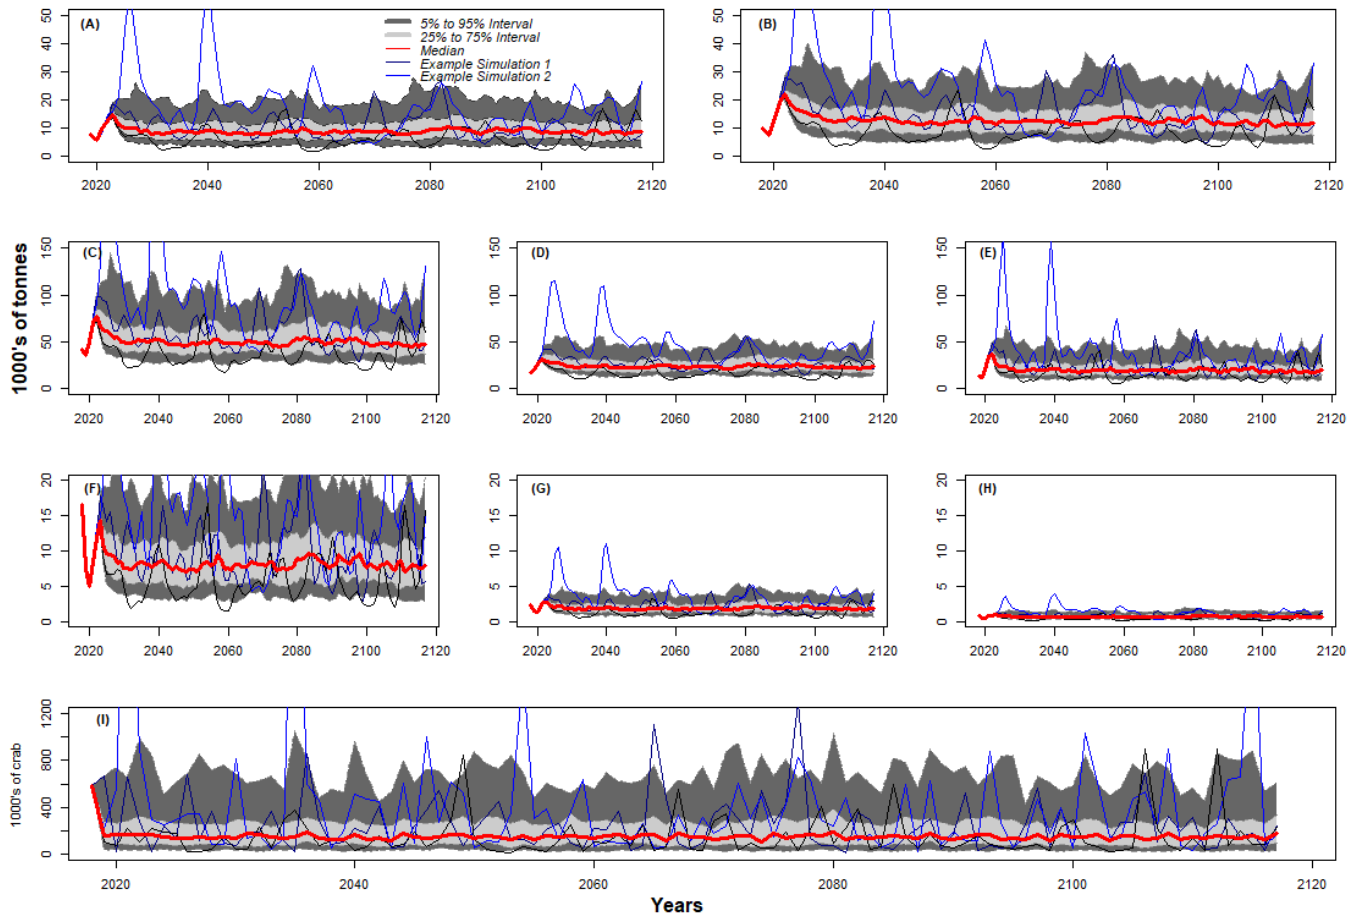 (A)
5% to 95% Interval
25% to 75% Interval
Median
Example Simulation 1
Example Simulation 2
50
40
30
20
10
0
2020 2040 2060 2080 2100 2120
(B)
50
40
30
20
10
0
2020 2040 2060 2080 2100 2120
1000's of tonnes
(C)
150
100
50
0
2020 2040 2060 2080 2100 2120
(D)
150
100
50
0
2020 2040 2060 2080 2100 2120
(E)
150
100
50
0
2020 2040 2060 2080 2100 2120
(F)
20
15
10
5
0
2020 2040 2060 2080 2100 2120
(G)
20
15
10
5
0
2020 2040 2060 2080 2100 2120
(H)
20
15
10
5
0
2020 2040 2060 2080 2100 2120
1000's of crab
(I)
1200
800
400
0
2020 2040 2060 2080 2100 2120
Years